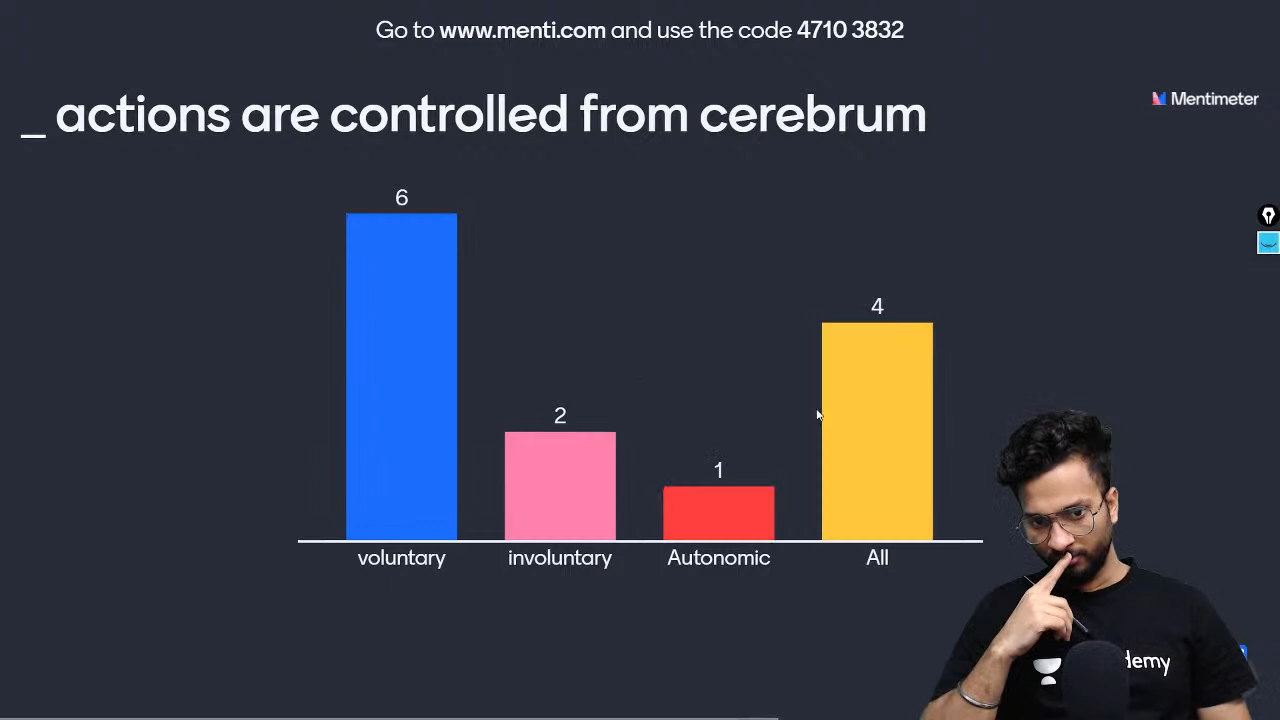 Go to www.menti.com and use the code 4710 3832
_ actions are controlled from cerebrum
Mentimeter
6
2
1
4
voluntary
involuntary
Autonomic
All
demy